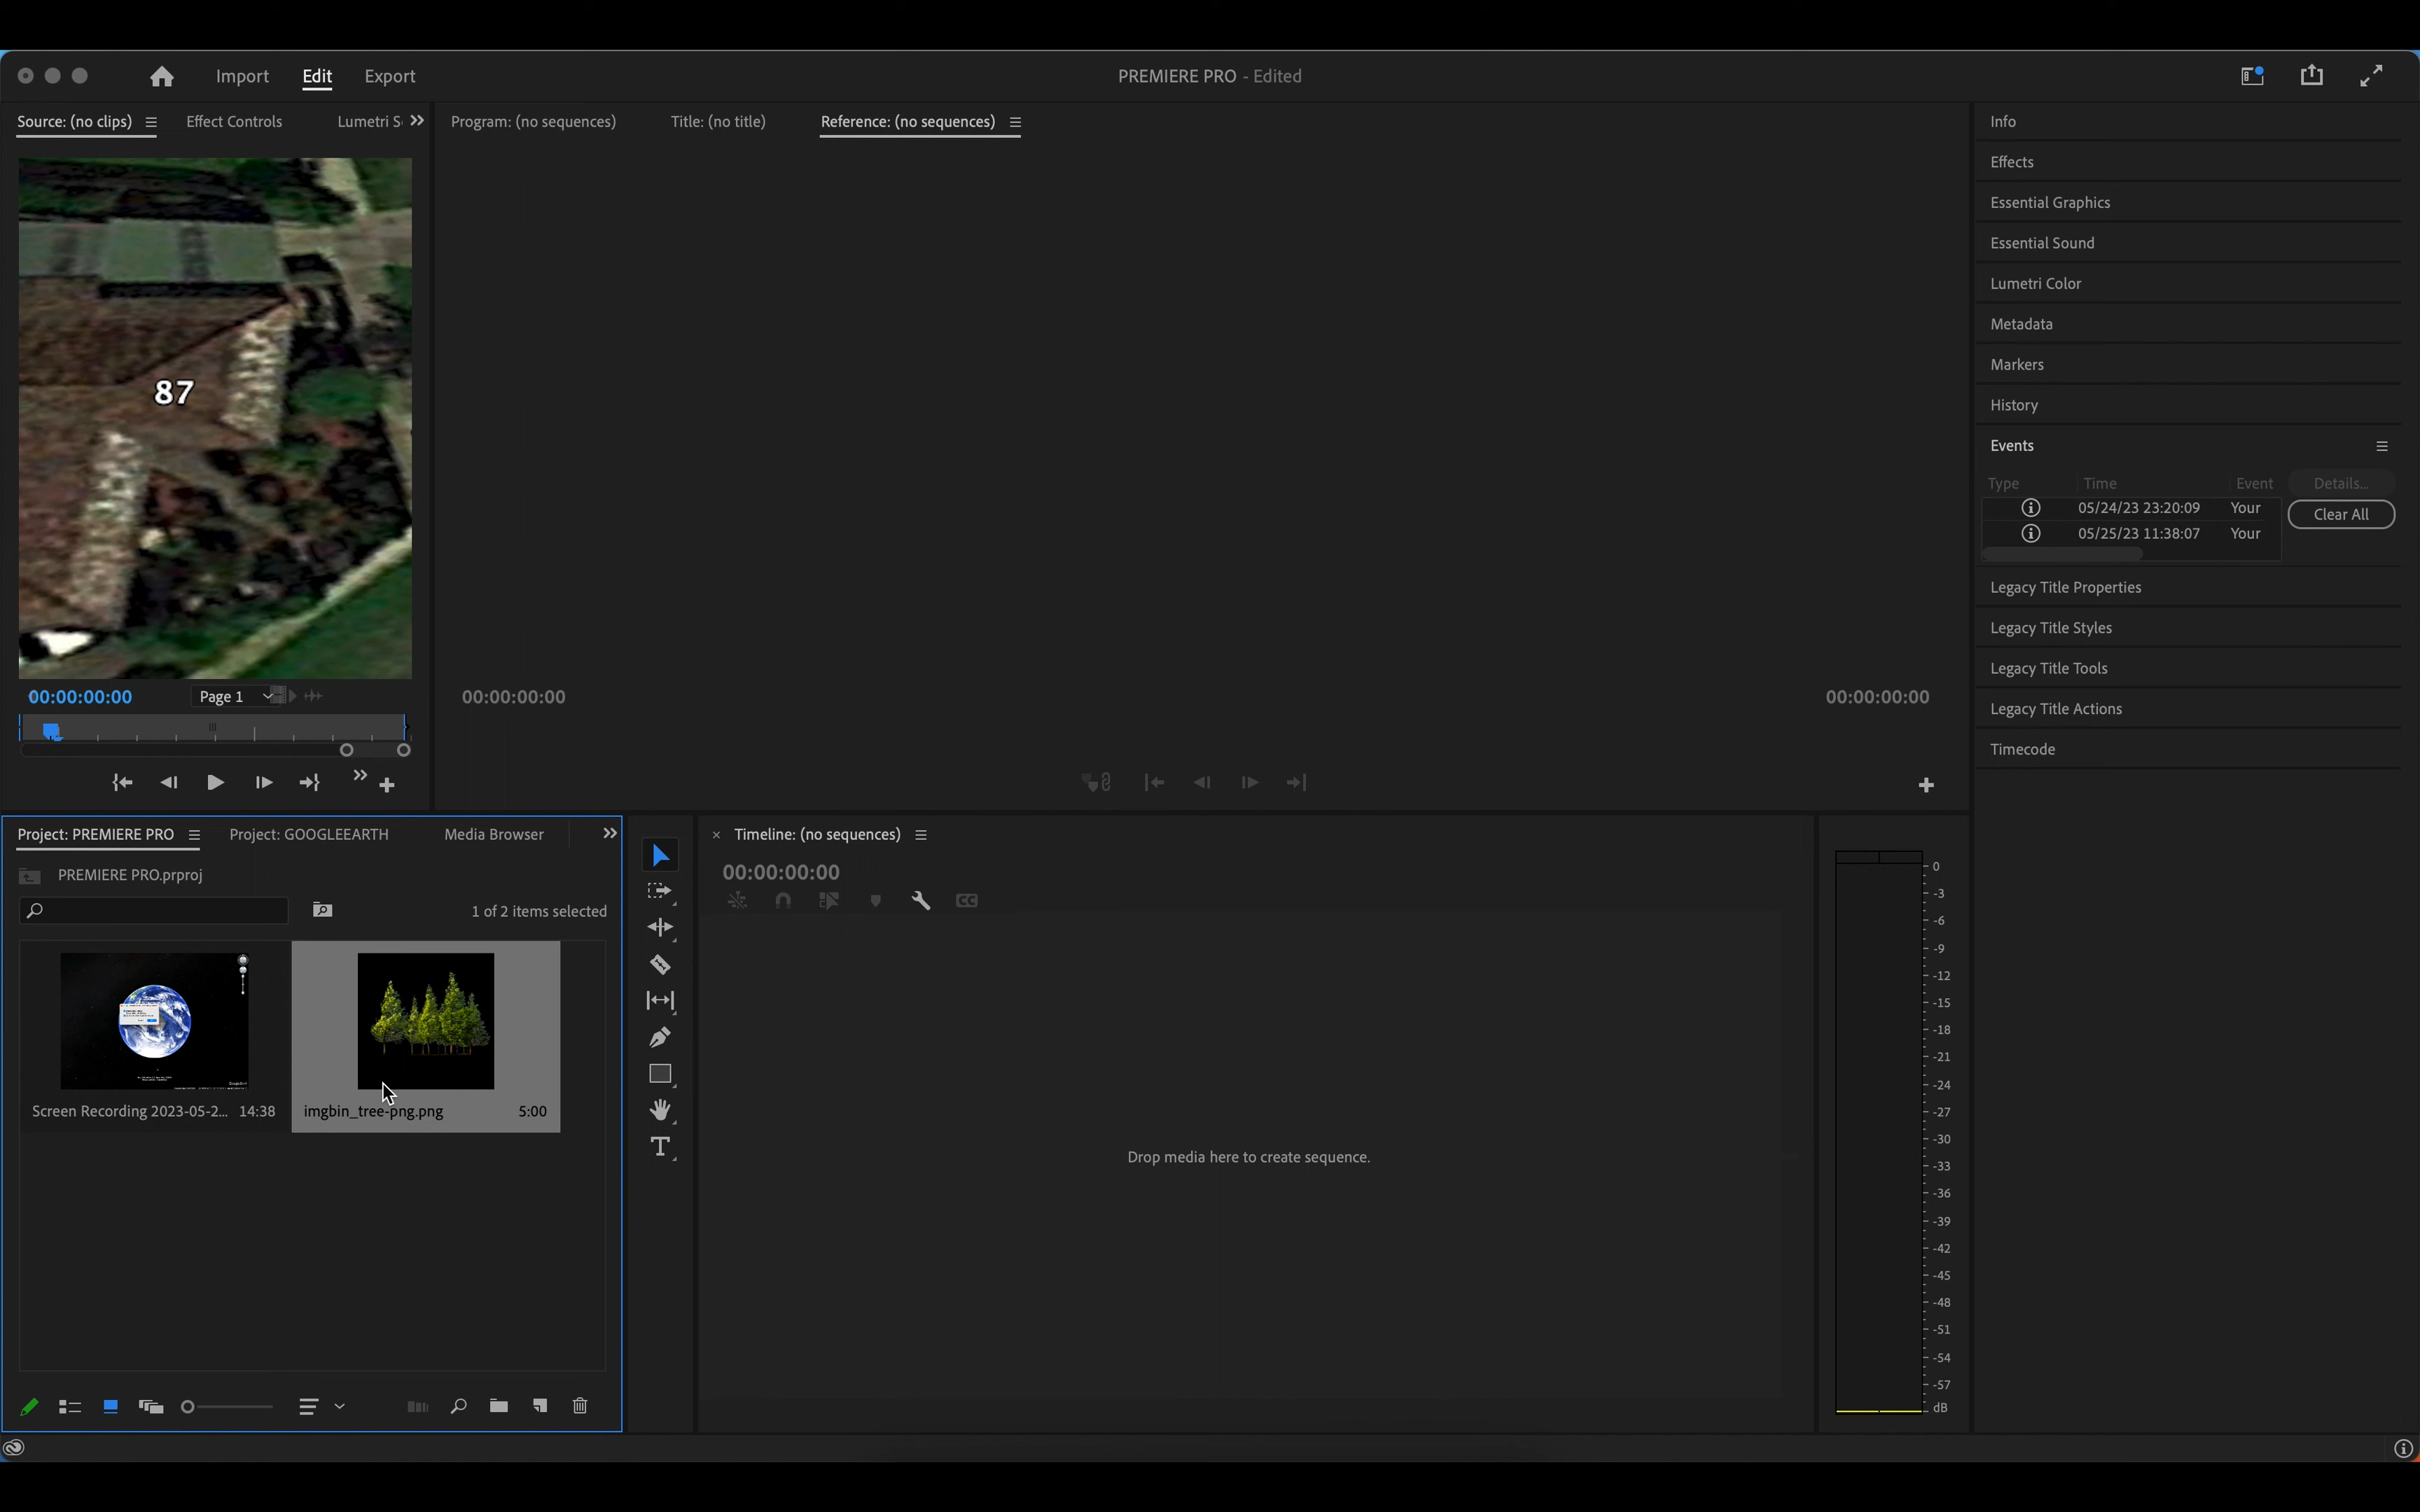 Import Edit Export PREMIERE PRO - Edited
Source: (no clips) Effect Controls Lumetri S
Program: (no sequences) Title: (no title) Reference: (no sequences)
87
00:00:00:00 Page 1
00:00:00:00 00:00:00:00
Info
Effects
Essential Graphics
Essential Sound
Lumetri Color
Metadata
Markers
History
Events
Type Time Event Details...
05/24/23 23:20:09 Your Clear All
05/25/23 11:38:07 Your
Legacy Title Properties
Legacy Title Styles
Legacy Title Tools
Legacy Title Actions
Timecode
Project: PREMIERE PRO Project: GOOGLEEARTH Media Browser
PREMIERE PRO.prproj
1 of 2 items selected
Screen Recording 2023-05-2... 14:38
imgbin_tree-png.png 5:00
Timeline: (no sequences)
00:00:00:00
Drop media here to create sequence.
0
-3
-6
-9
-12
-15
-18
-21
-24
-27
-30
-33
-36
-39
-42
-45
-48
-51
-54
-57
dB